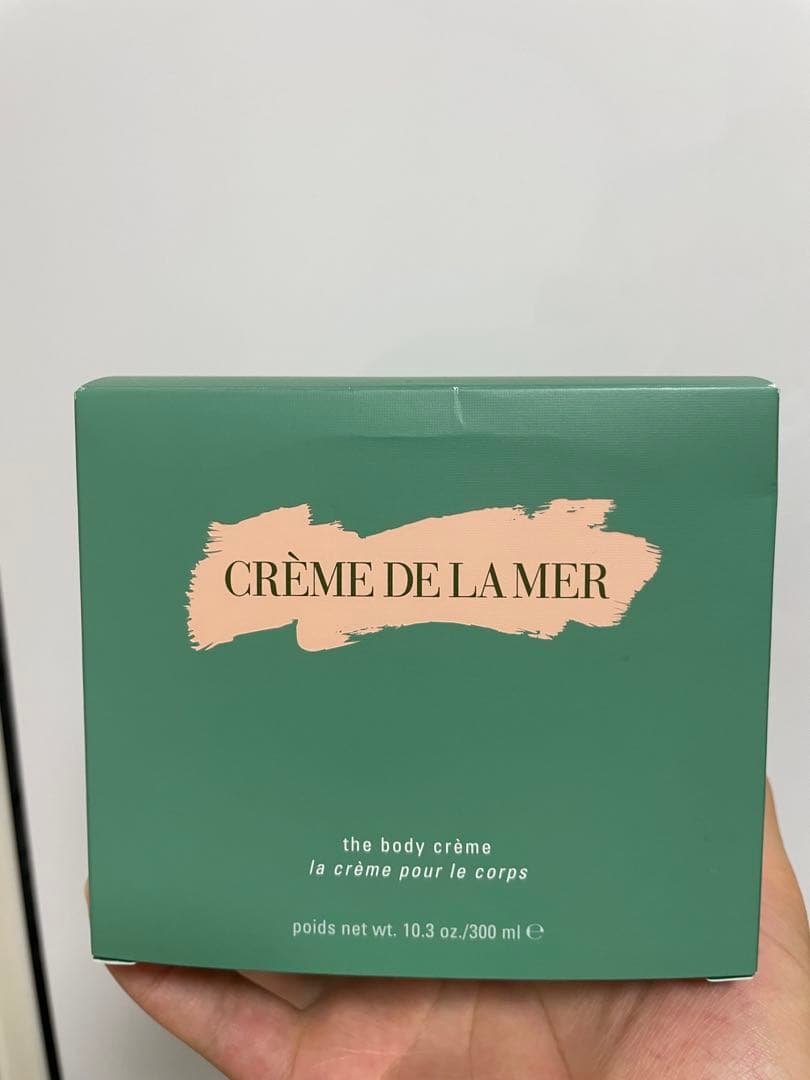 CRÈME DE LA MER
the body crème
la crème pour le corps
poids net wt. 10.3 oz./300 ml ℮